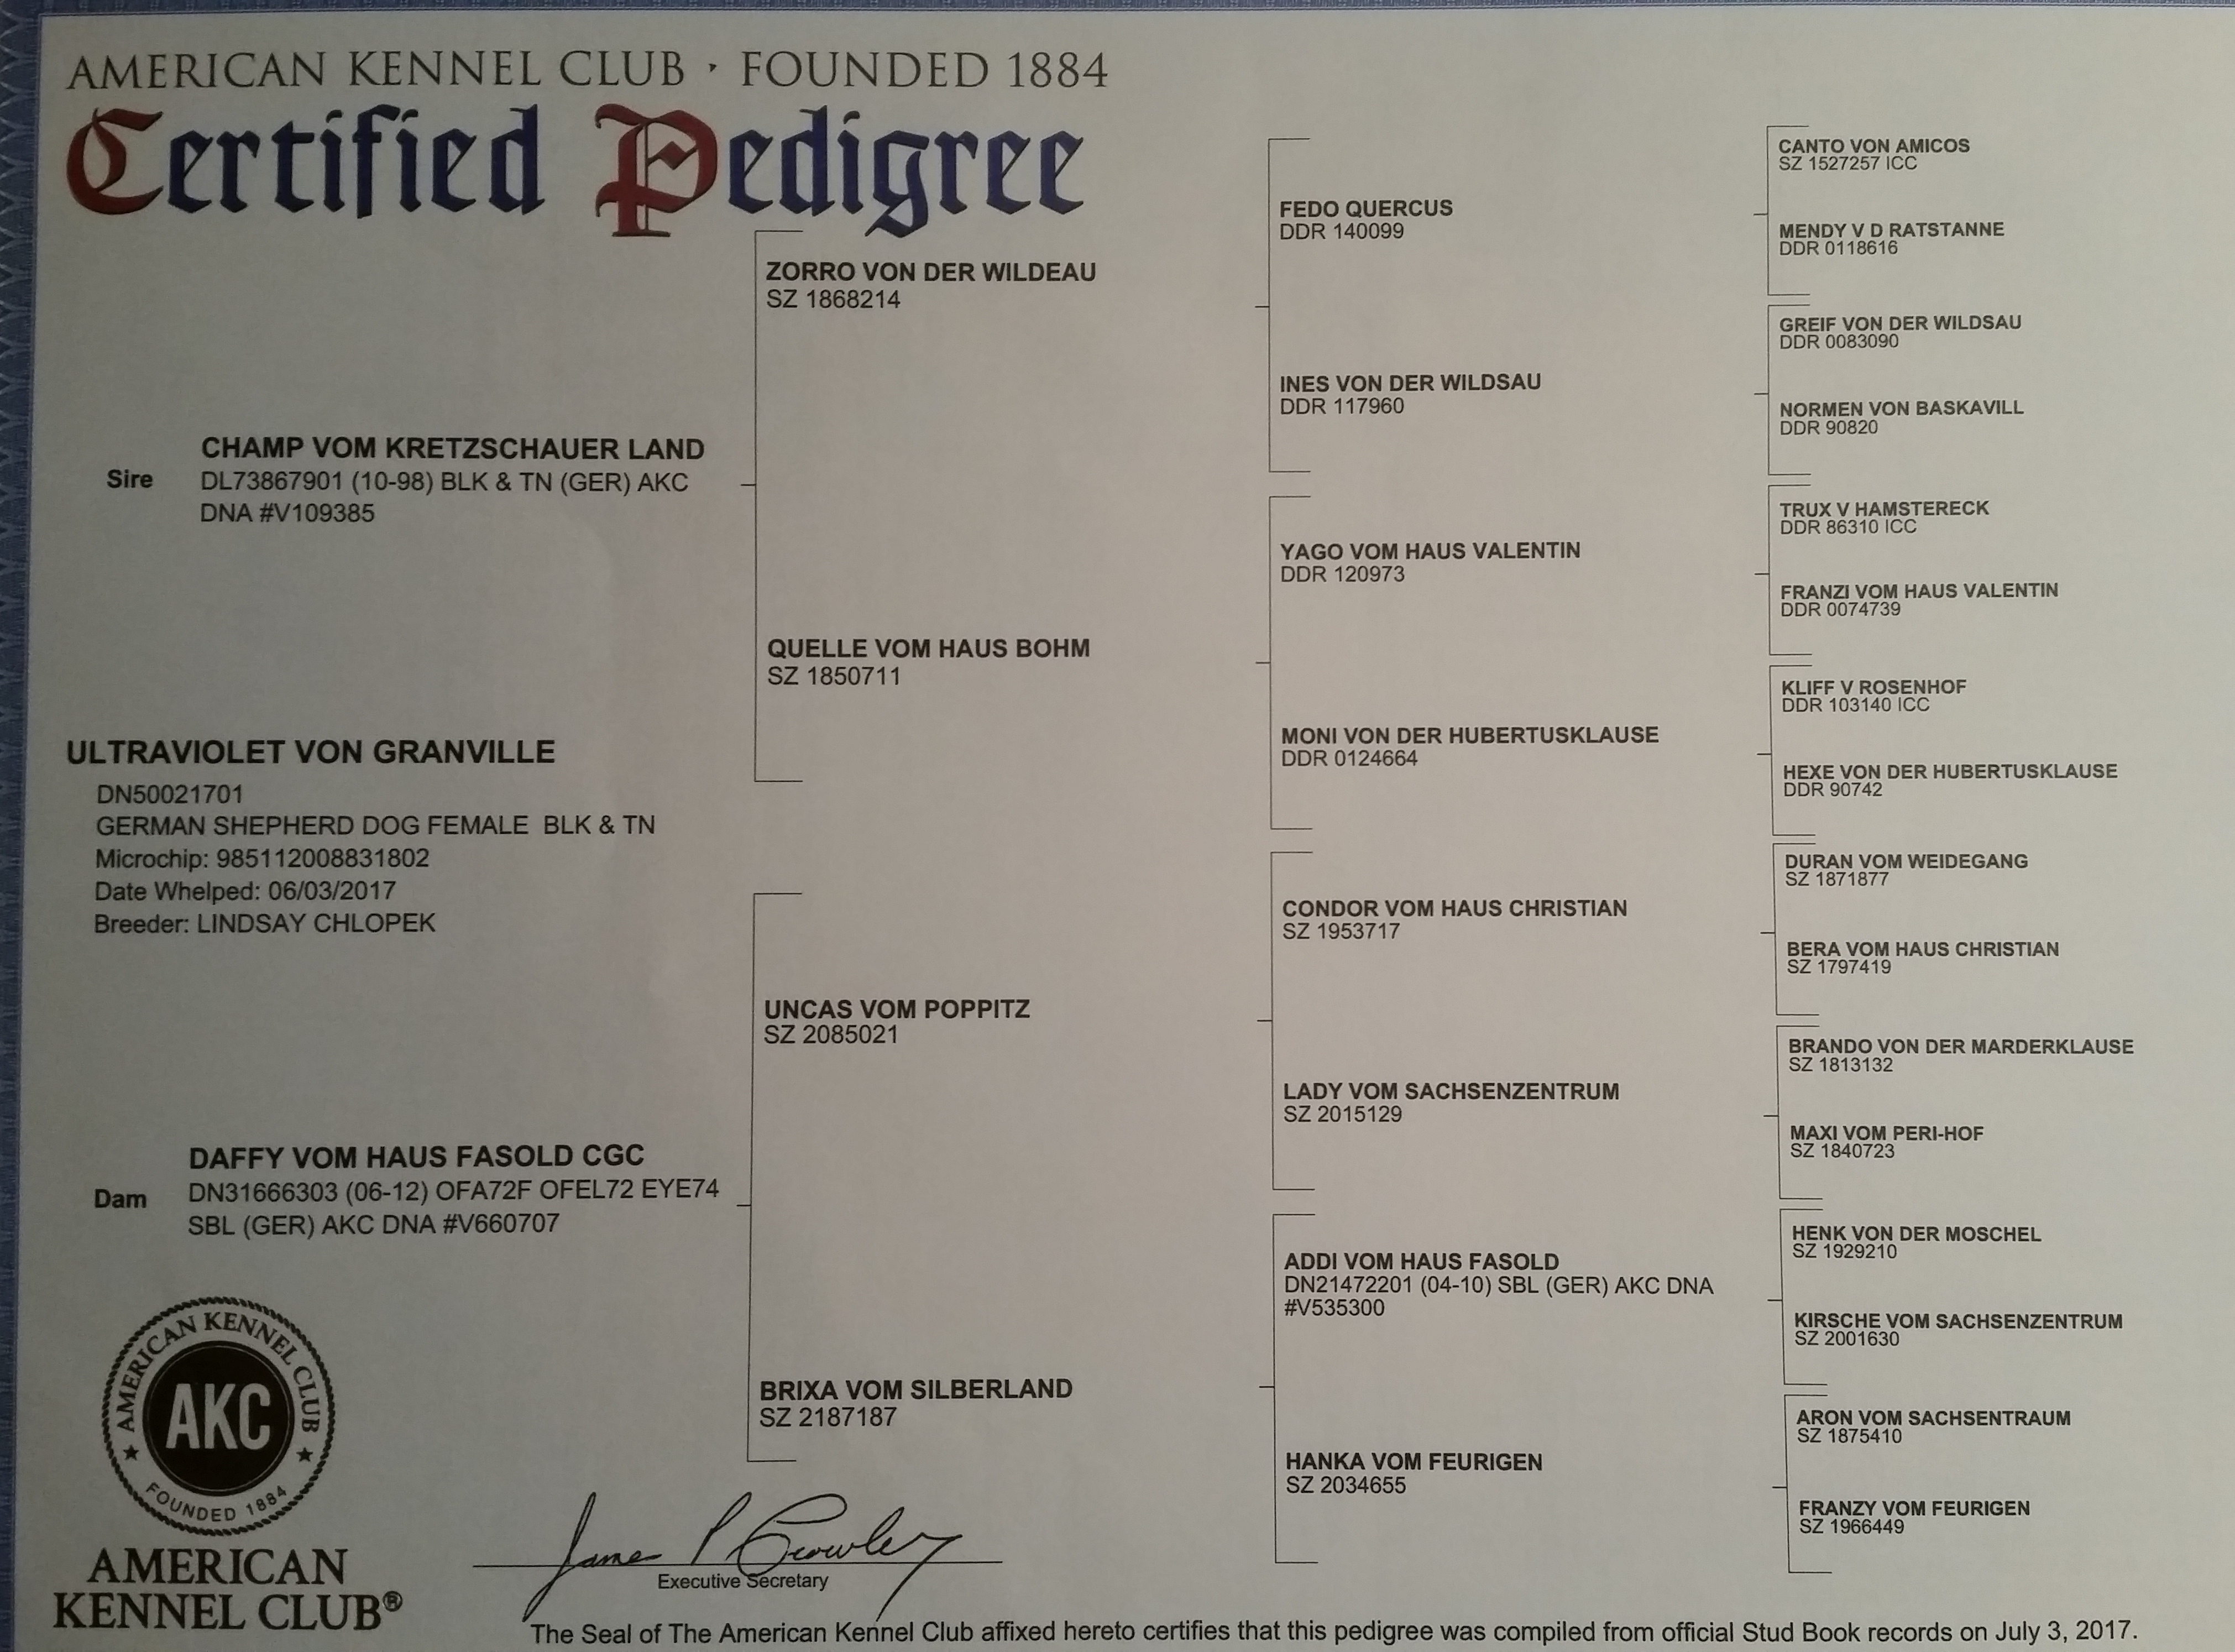 AMERICAN KENNEL CLUB · FOUNDED 1884
Certified Pedigree
Sire
CHAMP VOM KRETZSCHAUER LAND
DL73867901 (10-98) BLK & TN (GER) AKC
DNA #V109385
ULTRAVIOLET VON GRANVILLE
DN50021701
GERMAN SHEPHERD DOG FEMALE BLK & TN
Microchip: 985112008831802
Date Whelped: 06/03/2017
Breeder: LINDSAY CHLOPEK
Dam
DAFFY VOM HAUS FASOLD CGC
DN31666303 (06-12) OFA72F OFEL72 EYE74
SBL (GER) AKC DNA #V660707
ZORRO VON DER WILDEAU
SZ 1868214
QUELLE VOM HAUS BOHM
SZ 1850711
UNCAS VOM POPPITZ
SZ 2085021
BRIXA VOM SILBERLAND
SZ 2187187
FEDO QUERCUS
DDR 140099
INES VON DER WILDSAU
DDR 117960
YAGO VOM HAUS VALENTIN
DDR 120973
MONI VON DER HUBERTUSKLAUSE
DDR 0124664
CONDOR VOM HAUS CHRISTIAN
SZ 1953717
LADY VOM SACHSENZENTRUM
SZ 2015129
ADDI VOM HAUS FASOLD
DN21472201 (04-10) SBL (GER) AKC DNA
#V535300
HANKA VOM FEURIGEN
SZ 2034655
CANTO VON AMICOS
SZ 1527257 ICC
MENDY V D RATSTANNE
DDR 0118616
GREIF VON DER WILDSAU
DDR 0083090
NORMEN VON BASKAVILL
DDR 90820
TRUX V HAMSTERECK
DDR 86310 ICC
FRANZI VOM HAUS VALENTIN
DDR 0074739
KLIFF V ROSENHOF
DDR 103140 ICC
HEXE VON DER HUBERTUSKLAUSE
DDR 90742
DURAN VOM WEIDEGANG
SZ 1871877
BERA VOM HAUS CHRISTIAN
SZ 1797419
BRANDO VON DER MARDERKLAUSE
SZ 1813132
MAXI VOM PERI-HOF
SZ 1840723
HENK VON DER MOSCHEL
SZ 1929210
KIRSCHE VOM SACHSENZENTRUM
SZ 2001630
ARON VOM SACHSENTRAUM
SZ 1875410
FRANZY VOM FEURIGEN
SZ 1966449
AMERICAN KENNEL CLUB
AKC
FOUNDED 1884
AMERICAN
KENNEL CLUB®
James P Crowley
Executive Secretary
The Seal of The American Kennel Club affixed hereto certifies that this pedigree was compiled from official Stud Book records on July 3, 2017.